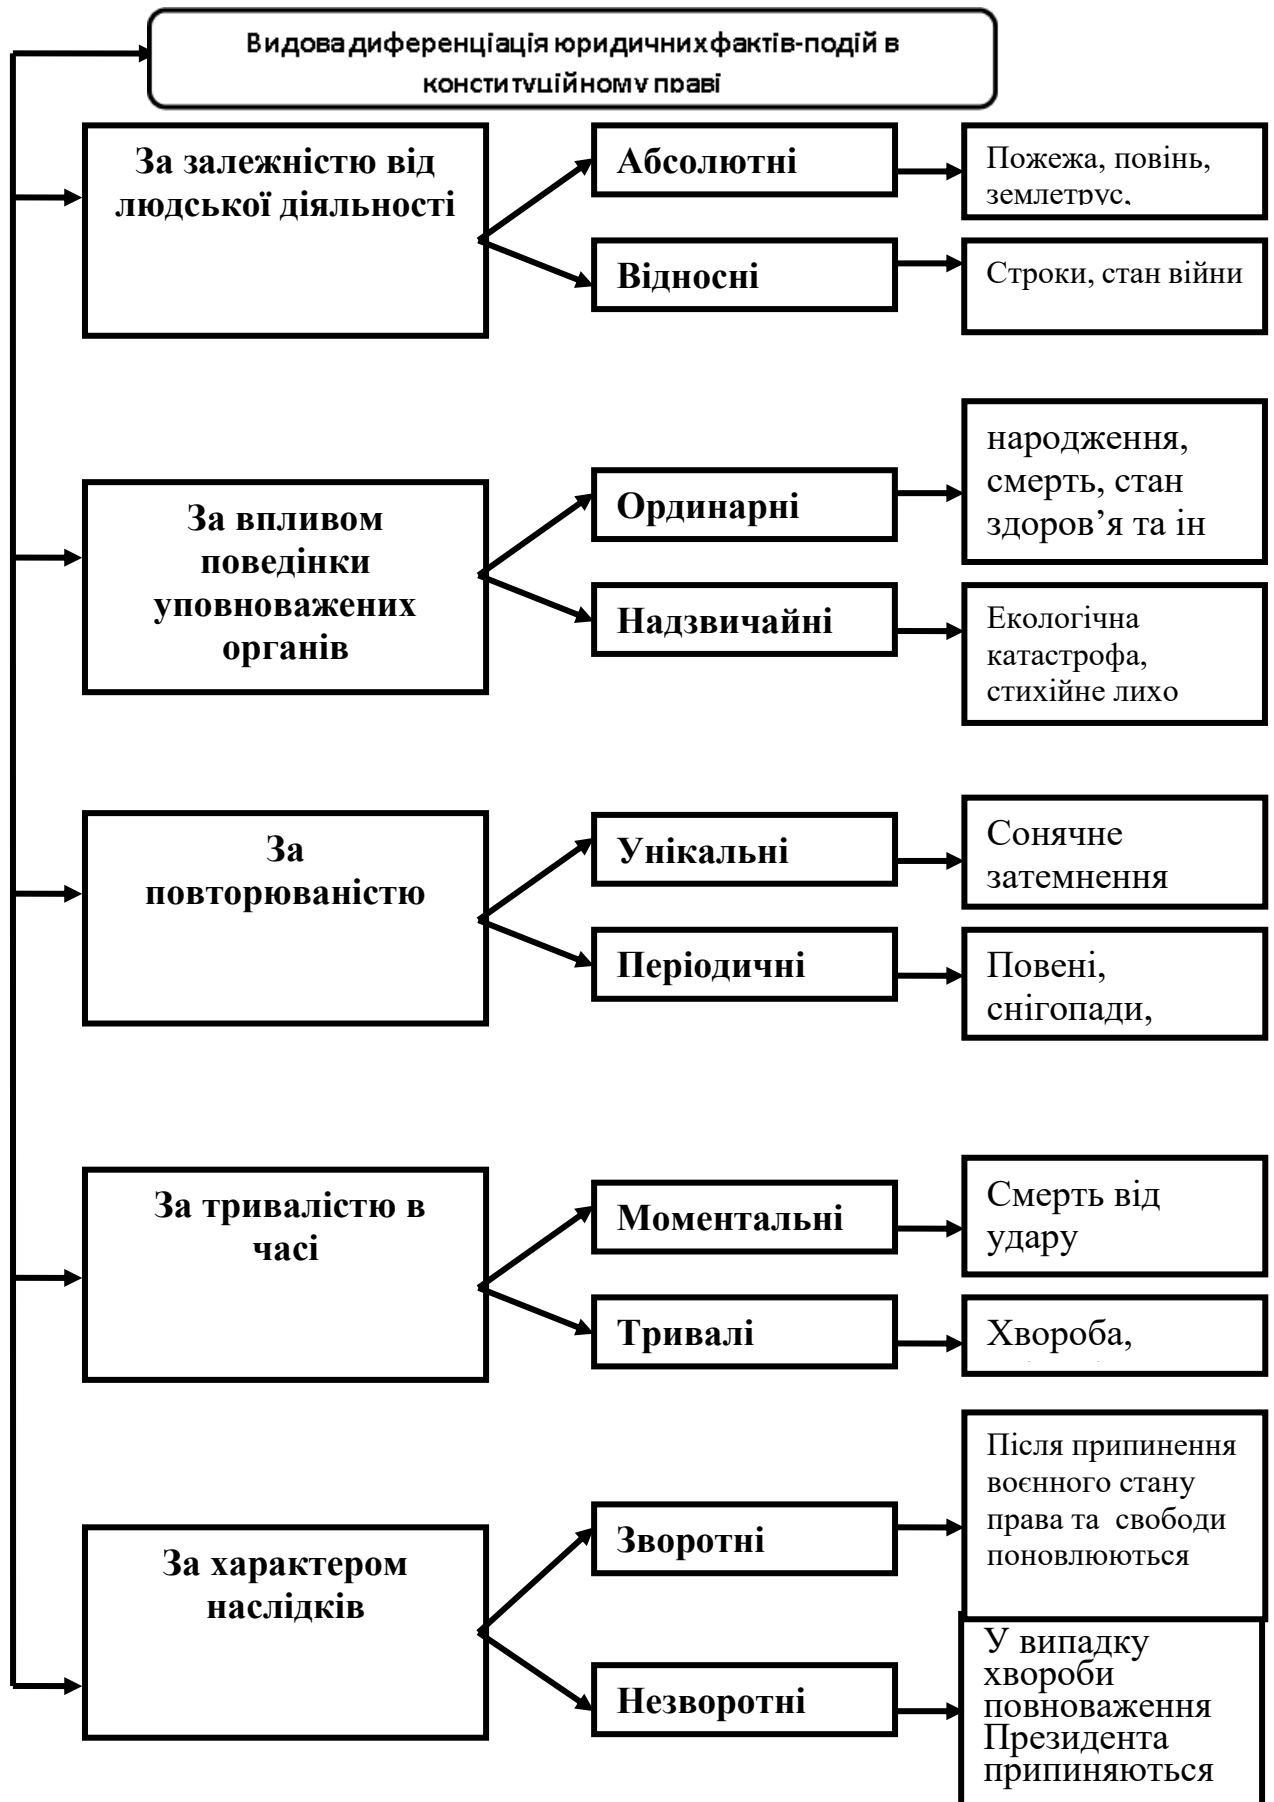 Видова диференціація юридичних фактів-подій в
конституційному праві
За залежністю від
людської діяльності
Абсолютні
Пожежа, повінь,
землетрус,
Відносні
Строки, стан війни
За впливом
поведінки
уповноважених
органів
Ординарні
народження,
смерть, стан
здоров’я та ін
Надзвичайні
Екологічна
катастрофа,
стихійне лихо
За
повторюваністю
Унікальні
Сонячне
затемнення
Періодичні
Повені,
снігопади,
За тривалістю в
часі
Моментальні
Смерть від
удару
Тривалі
Хвороба,
За характером
наслідків
Зворотні
Після припинення
воєнного стану
права та свободи
поновлюються
Незворотні
У випадку
хвороби
повноваження
Президента
припиняються